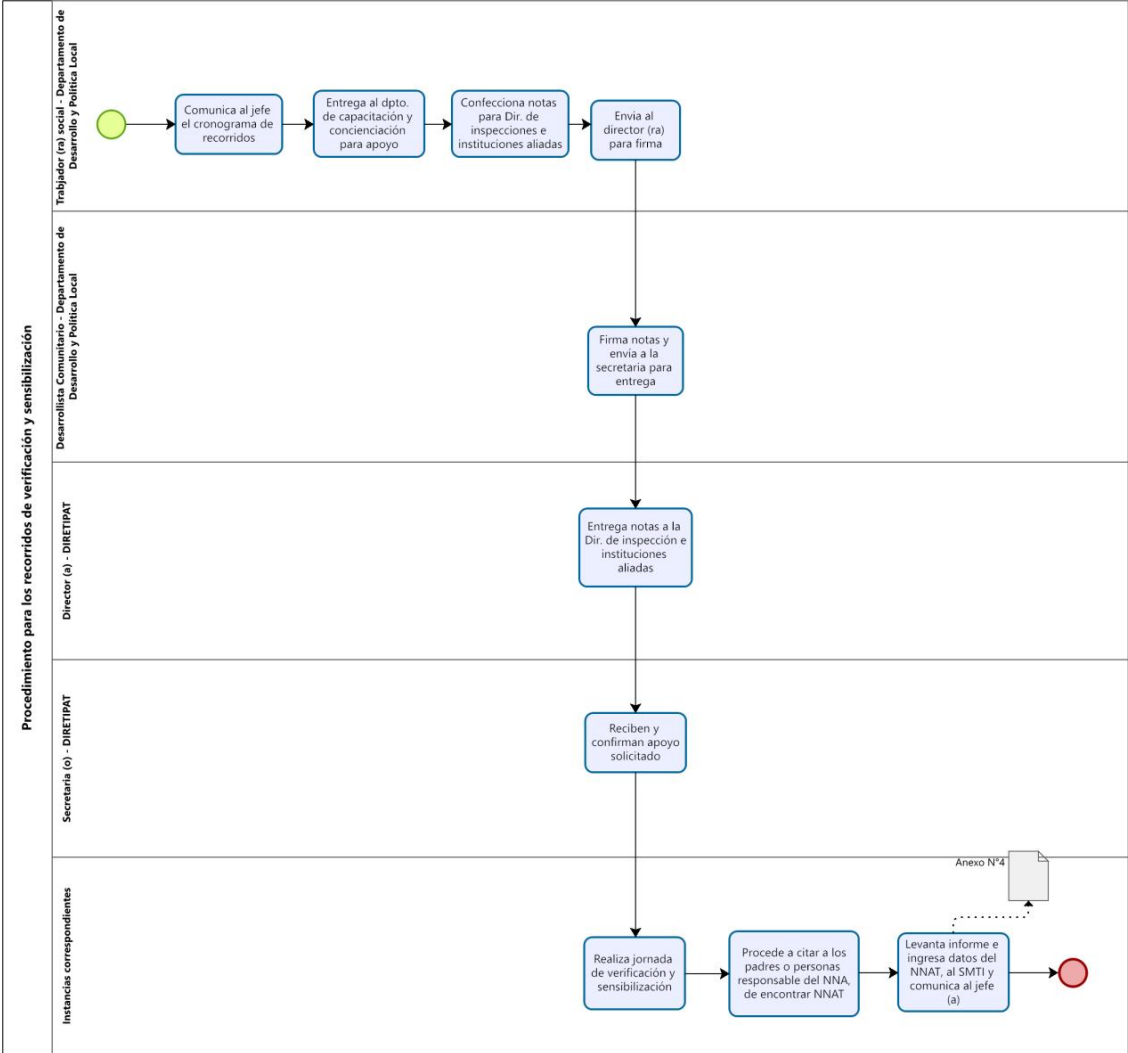 Procedimiento para los recorridos de verificación y sensibilización
Trabjador (ra) social - Departamento de
Desarrollo y Política Local
Comunica al jefe
el cronograma de
recorridos
Entrega al dpto.
de capacitación y
concienciación
para apoyo
Confecciona notas
para Dir. de
inspecciones e
instituciones aliadas
Envia al
director (ra)
para firma
Desarrollista Comunitario - Departamento de
Desarrollo y Política Local
Firma notas y
envía a la
secretaria para
entrega
Director (a) - DIRETIPAT
Entrega notas a la
Dir. de inspección e
instituciones
aliadas
Secretaria (o) - DIRETIPAT
Reciben y
confirman apoyo
solicitado
Instancias correspondientes
Realiza jornada
de verificación y
sensibilización
Procede a citar a los
padres o personas
responsable del NNA,
de encontrar NNAT
Levanta informe e
ingresa datos del
NNAT, al SMTI y
comunica al jefe
(a)
Anexo N°4